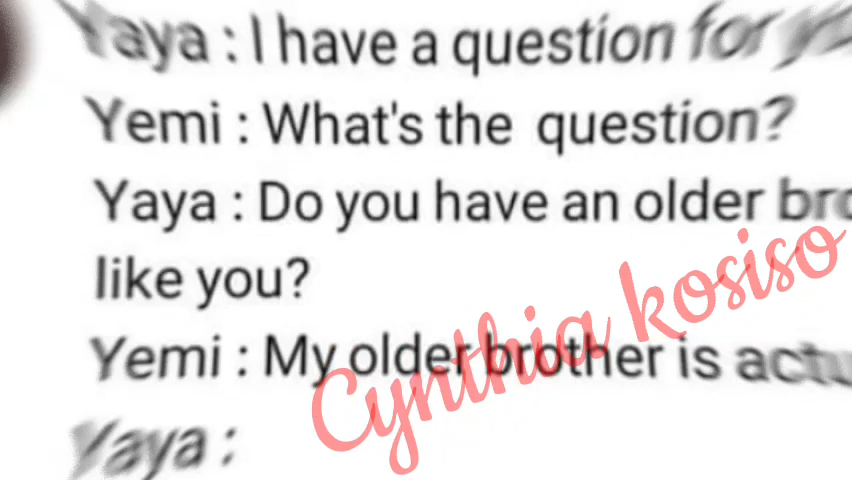 Yaya : I have a question for
Yemi : What's the question?
Yaya : Do you have an older
like you?
Yemi : My older brother is
Yaya :
Cynthia kosiso